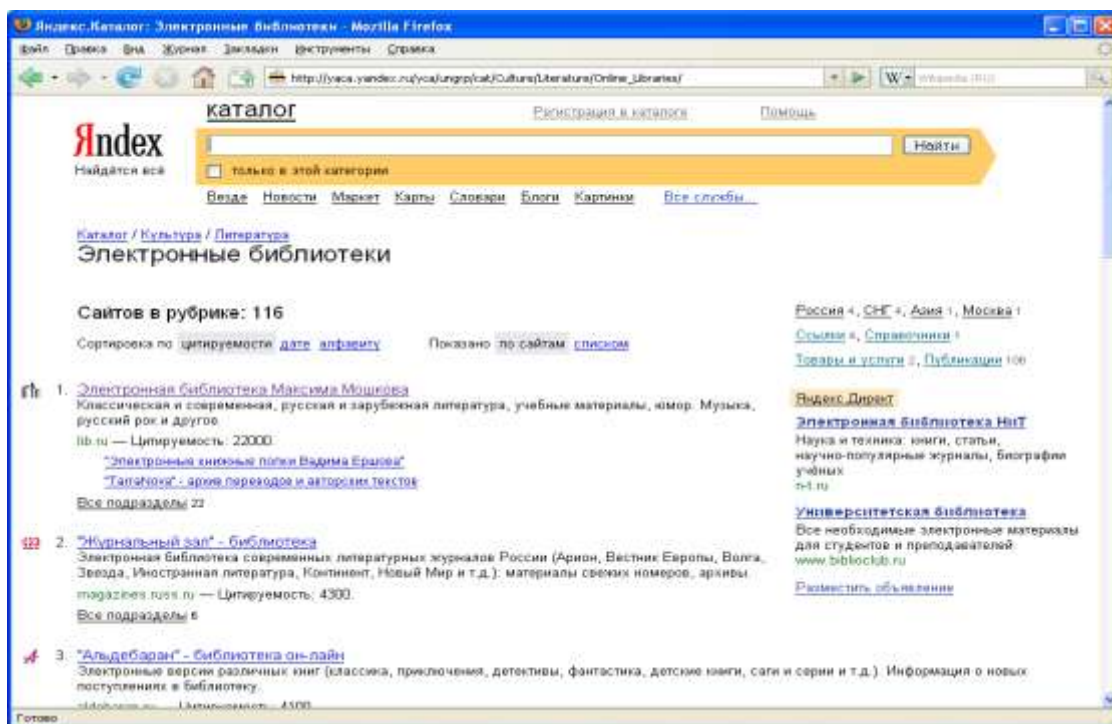 Яндекс.Каталог: Электронные библиотеки - Mozilla Firefox
Файл Правка Вид Журнал Закладки Инструменты Справка
http://yaca.yandex.ru/yca/ungrp/cat/Culture/Literature/Online_Libraries/
W Wikipedia (RU)
каталог Регистрация в каталоге Помощь
Яndex
Найти
Найдётся всё
только в этой категории
Везде Новости Маркет Карты Словари Блоги Картинки Все службы...
Каталог / Культура / Литература
Электронные библиотеки
Сайтов в рубрике: 116
Сортировка по цитируемости дате алфавиту Показано по сайтам списком
1. Электронная библиотека Максима Мошкова
Классическая и современная, русская и зарубежная литература, учебные материалы, юмор. Музыка,
русский рок и другое.
lib.ru — Цитируемость: 22000.
"Электронные книжные полки Вадима Ершова"
"TarraNova" - архив переводов и авторских текстов
Все подразделы 22
2. "Журнальный зал" - библиотека
Электронная библиотека современных литературных журналов России (Арион, Вестник Европы, Волга,
Звезда, Иностранная литература, Континент, Новый Мир и т.д.): материалы свежих номеров, архивы.
magazines.russ.ru — Цитируемость: 4300.
Все подразделы 6
3. "Альдебаран" - библиотека он-лайн
Электронные версии различных книг (классика, приключения, детективы, фантастика, детские книги, саги и серии и т.д.). Информация о новых
поступлениях в библиотеку.
Цитируемость: 4100
Россия 4, СНГ 4, Азия 1, Москва 1
Ссылки Справочники 1
Товары и услуги 2, Публикации 106
Яндекс.Директ
Электронная библиотека НиТ
Наука и техника: книги, статьи,
научно-популярные журналы, биографии
учёных
n-t.ru
Университетская библиотека
Все необходимые электронные материалы
для студентов и преподавателей
www.biblioclub.ru
Разместить объявление
Готово